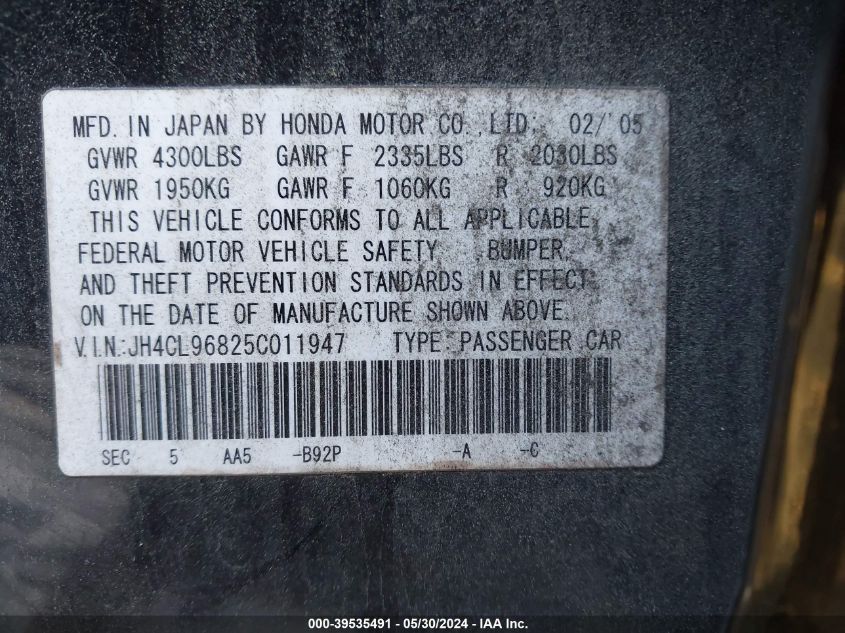 MFD. IN JAPAN BY HONDA MOTOR CO., LTD. 02/'05
GVWR 4300LBS GAWR F 2335LBS R 2030LBS
GVWR 1950KG GAWR F 1060KG R 920KG
THIS VEHICLE CONFORMS TO ALL APPLICABLE
FEDERAL MOTOR VEHICLE SAFETY, BUMPER,
AND THEFT PREVENTION STANDARDS IN EFFECT
ON THE DATE OF MANUFACTURE SHOWN ABOVE.
V.I.N.:JH4CL96825C011947 TYPE:PASSENGER CAR
SEC 5 AA5 -B92P -A -C
000-39535491 - 05/30/2024 - IAA Inc.